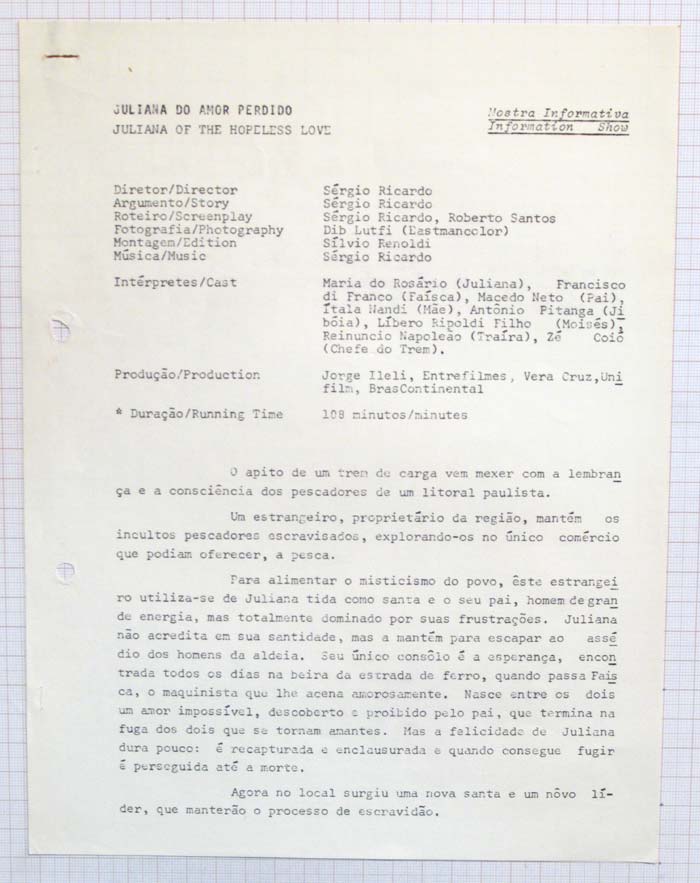 JULIANA DO AMOR PERDIDO
JULIANA OF THE HOPELESS LOVE
Mostra Informativa
Information Show
Diretor/Director Sérgio Ricardo
Argumento/Story Sérgio Ricardo
Roteiro/Screenplay Sérgio Ricardo, Roberto Santos
Fotografia/Photography Dib Lutfi (Eastmancolor)
Montagem/Edition Sílvio Renoldi
Música/Music Sérgio Ricardo
Intérpretes/Cast Maria do Rosário (Juliana), Francisco
di Franco (Faísca), Macedo Neto (Pai),
Ítala Nandi (Mãe), Antônio Pitanga (Ji
bóia), Líbero Ripoldi Filho (Moisés),
Reinuncio Napoleão (Traíra), Zé Coió
(Chefe do Trem).
Produção/Production Jorge Ileli, Entrefilmes, Vera Cruz,Uni
film, BrasContinental
* Duração/Running Time 108 minutos/minutes
O apito de um trem de carga vem mexer com a lembran
ça e a consciência dos pescadores de um litoral paulista.
Um estrangeiro, proprietário da região, mantém os
incultos pescadores escravisados, explorando-os no único comércio
que podiam oferecer, a pesca.
Para alimentar o misticismo do povo, êste estrangei
ro utiliza-se de Juliana tida como santa e o seu pai, homem de gran
de energia, mas totalmente dominado por suas frustrações. Juliana
não acredita em sua santidade, mas a mantém para escapar ao assé
dio dos homens da aldeia. Seu único consôlo é a esperança, encon
trada todos os dias na beira da estrada de ferro, quando passa Faís
ca, o maquinista que lhe acena amorosamente. Nasce entre os dois
um amor impossível, descoberto e proibido pelo pai, que termina na
fuga dos dois que se tornam amantes. Mas a felicidade de Juliana
dura pouco: é recapturada e enclausurada e quando consegue fugir
é perseguida até a morte.
Agora no local surgiu uma nova santa e um nôvo lí-
der, que manterão o processo de escravidão.